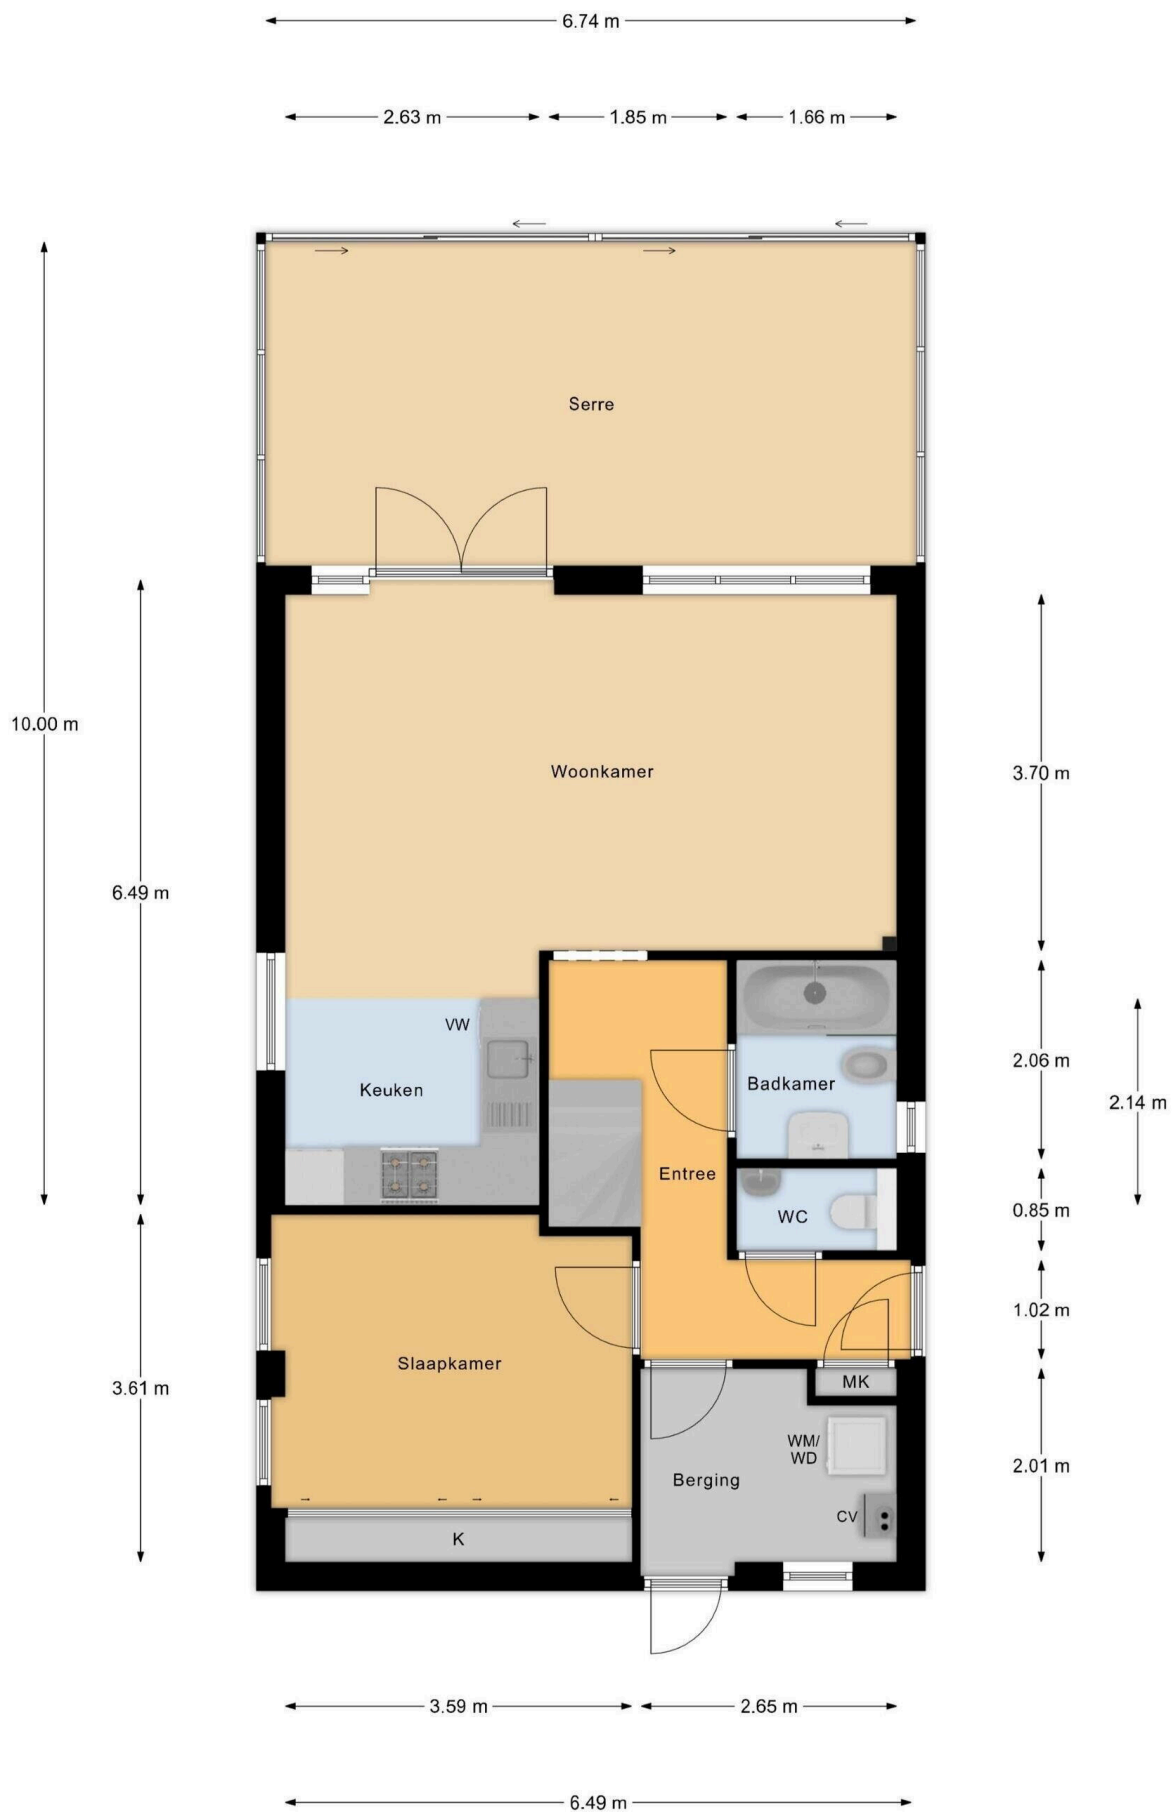 6.74 m
2.63 m
1.85 m
1.66 m
Serre
10.00 m
Woonkamer
3.70 m
6.49 m
VW
Keuken
Badkamer
2.06 m
2.14 m
Entree
WC
0.85 m
1.02 m
Slaapkamer
3.61 m
MK
WM/
WD
Berging
2.01 m
CV
K
3.59 m
2.65 m
6.49 m